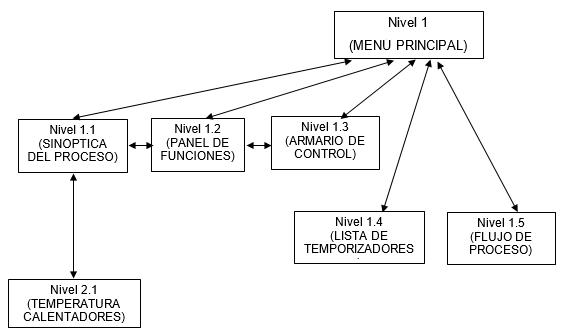 Nivel 1
(MENU PRINCIPAL)
Nivel 1.1
(SINOPTICA
DEL PROCESO)
Nivel 1.2
(PANEL DE
FUNCIONES)
Nivel 1.3
(ARMARIO DE
CONTROL)
Nivel 1.4
(LISTA DE
TEMPORIZADORES
Nivel 1.5
(FLUJO DE
PROCESO)
Nivel 2.1
(TEMPERATURA
CALENTADORES)